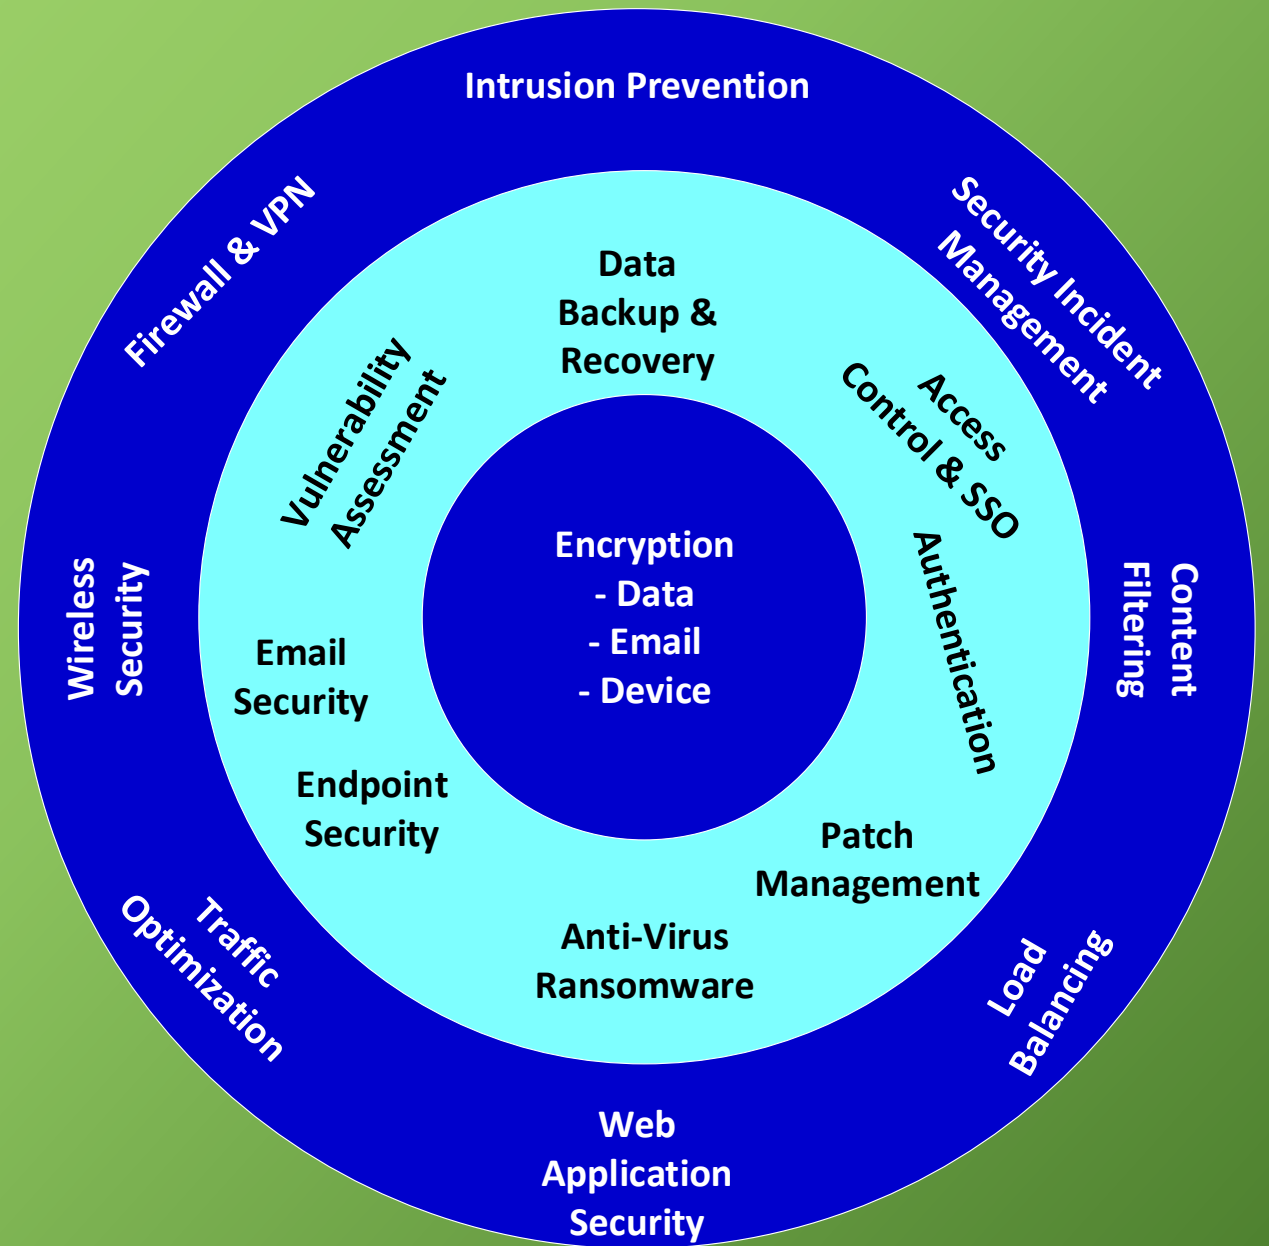 Intrusion Prevention
Security Incident
Management
Firewall & VPN
Data
Backup &
Recovery
Vulnerability
Assessment
Access
Control & SSO
Encryption
- Data
- Email
- Device
Authentication
Wireless
Security
Content
Filtering
Email
Security
Endpoint
Security
Patch
Management
Anti-Virus
Ransomware
Traffic
Optimization
Load
Balancing
Web
Application
Security